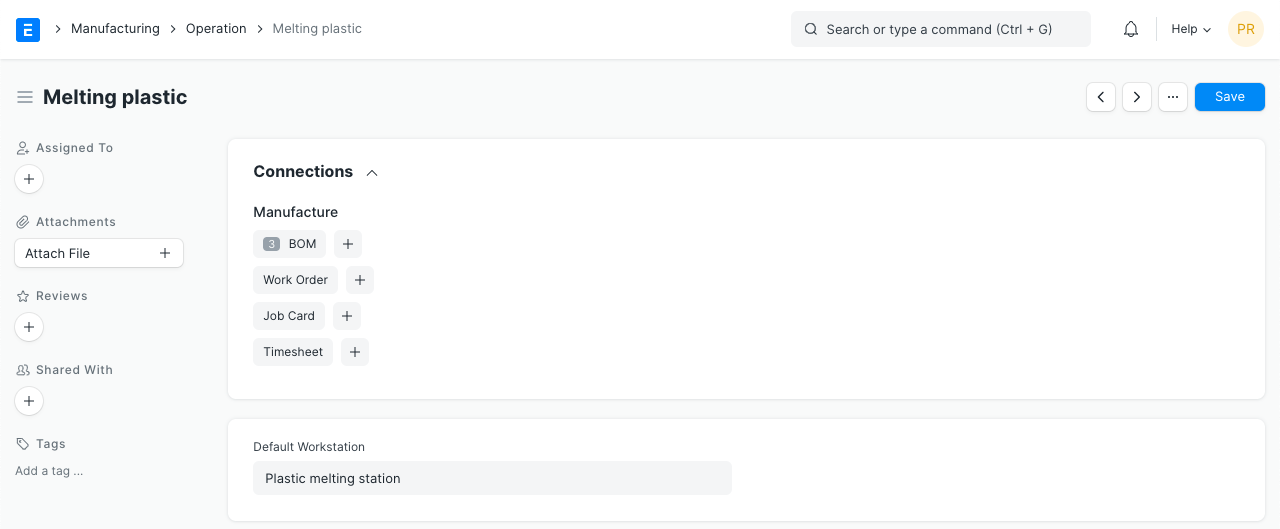 E
Manufacturing
Operation
Melting plastic
Search or type a command (Ctrl + G)
Help
PR
Melting plastic
Save
Assigned To
Attachments
Attach File
Reviews
Shared With
Tags
Add a tag ...
Connections
Manufacture
3 BOM
Work Order
Job Card
Timesheet
Default Workstation
Plastic melting station